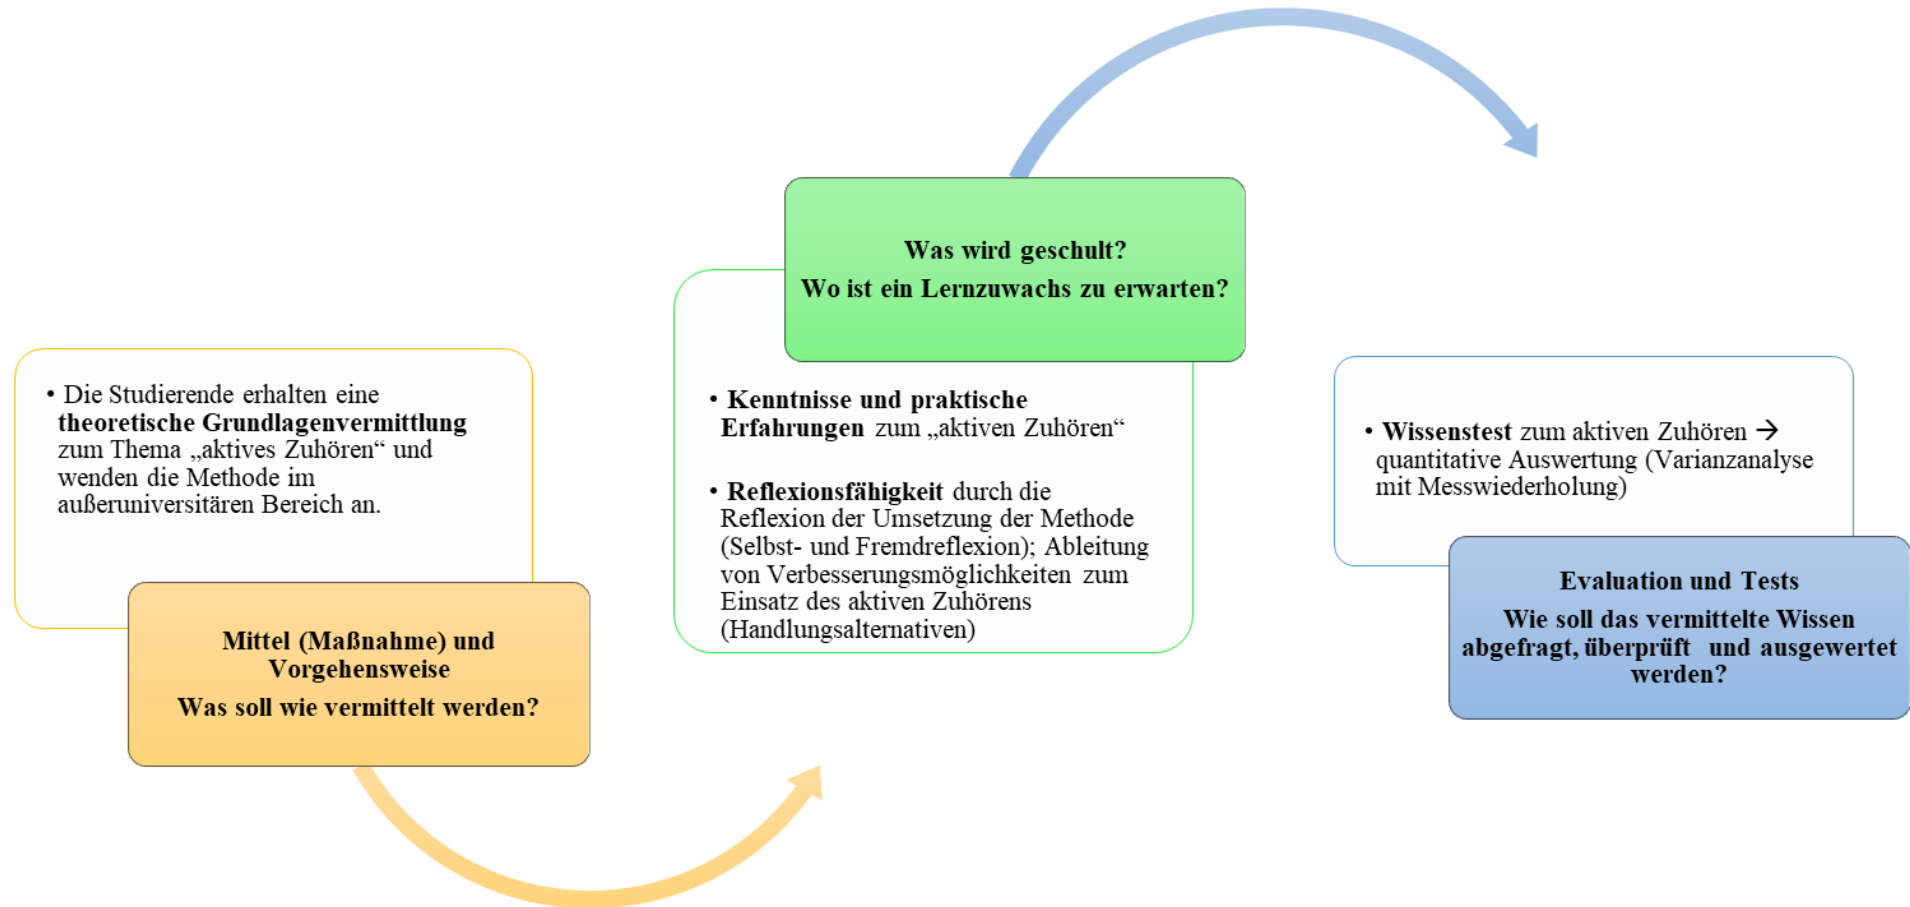 • Die Studierende erhalten eine
theoretische Grundlagenvermittlung
zum Thema „aktives Zuhören“ und
wenden die Methode im
außeruniversitären Bereich an.
Mittel (Maßnahme) und
Vorgehensweise
Was soll wie vermittelt werden?
Was wird geschult?
Wo ist ein Lernzuwachs zu erwarten?
• Kenntnisse und praktische
Erfahrungen zum „aktiven Zuhören“
• Reflexionsfähigkeit durch die
Reflexion der Umsetzung der Methode
(Selbst- und Fremdreflexion); Ableitung
von Verbesserungsmöglichkeiten zum
Einsatz des aktiven Zuhörens
(Handlungsalternativen)
• Wissenstest zum aktiven Zuhören →
quantitative Auswertung (Varianzanalyse
mit Messwiederholung)
Evaluation und Tests
Wie soll das vermittelte Wissen
abgefragt, überprüft und ausgewertet
werden?